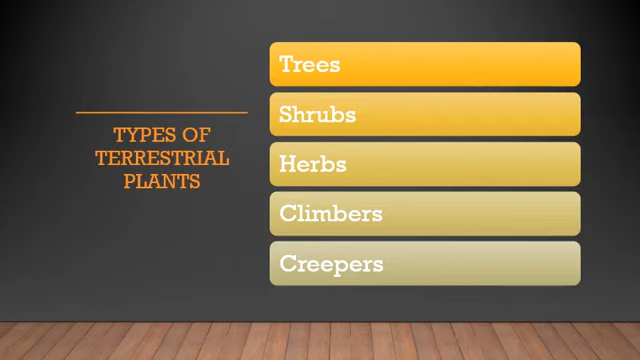 TYPES OF
TERRESTRIAL
PLANTS
Trees
Shrubs
Herbs
Climbers
Creepers